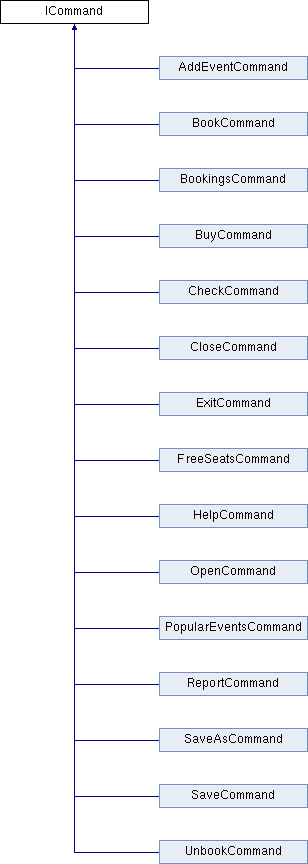 ICommand
AddEventCommand
BookCommand
BookingsCommand
BuyCommand
CheckCommand
CloseCommand
ExitCommand
FreeSeatsCommand
HelpCommand
OpenCommand
PopularEventsCommand
ReportCommand
SaveAsCommand
SaveCommand
UnbookCommand